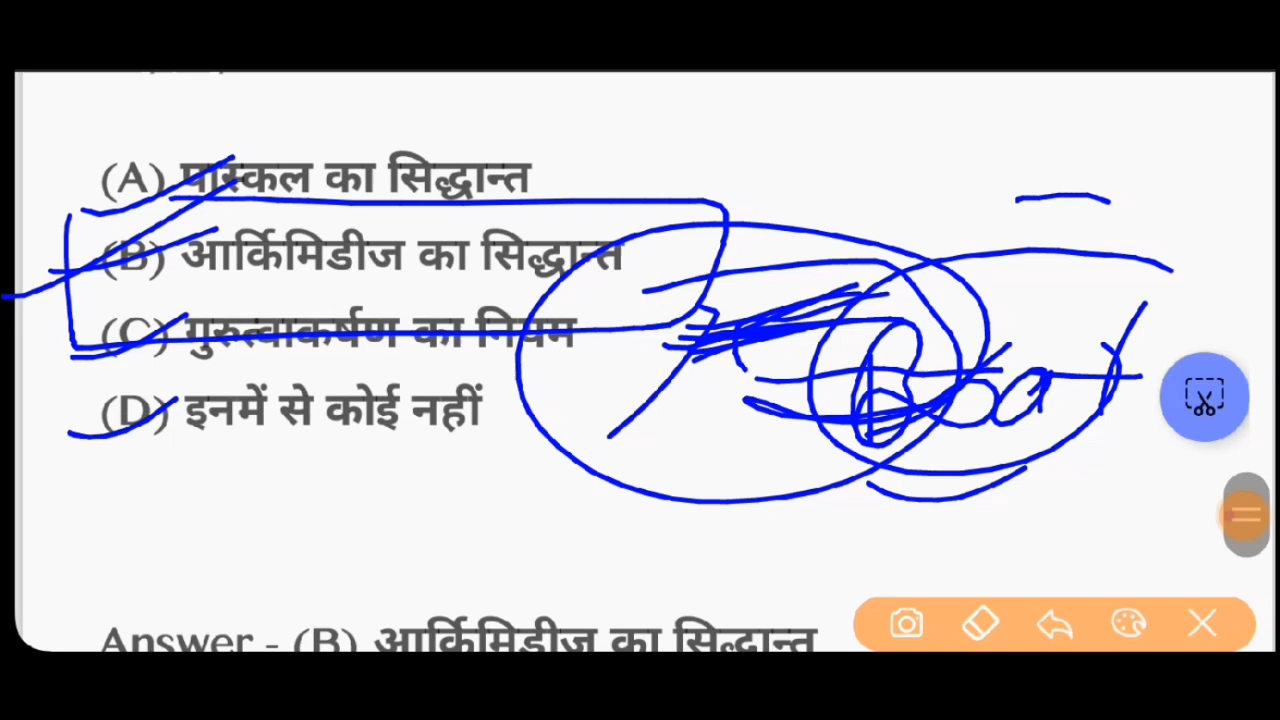 (A) पास्कल का सिद्धान्त
(B) आर्किमिडीज का सिद्धान्त
(C) गुरुत्वाकर्षण का नियम
(D) इनमें से कोई नहीं
Answer - (B) आर्किमिडीज का सिद्धान्त